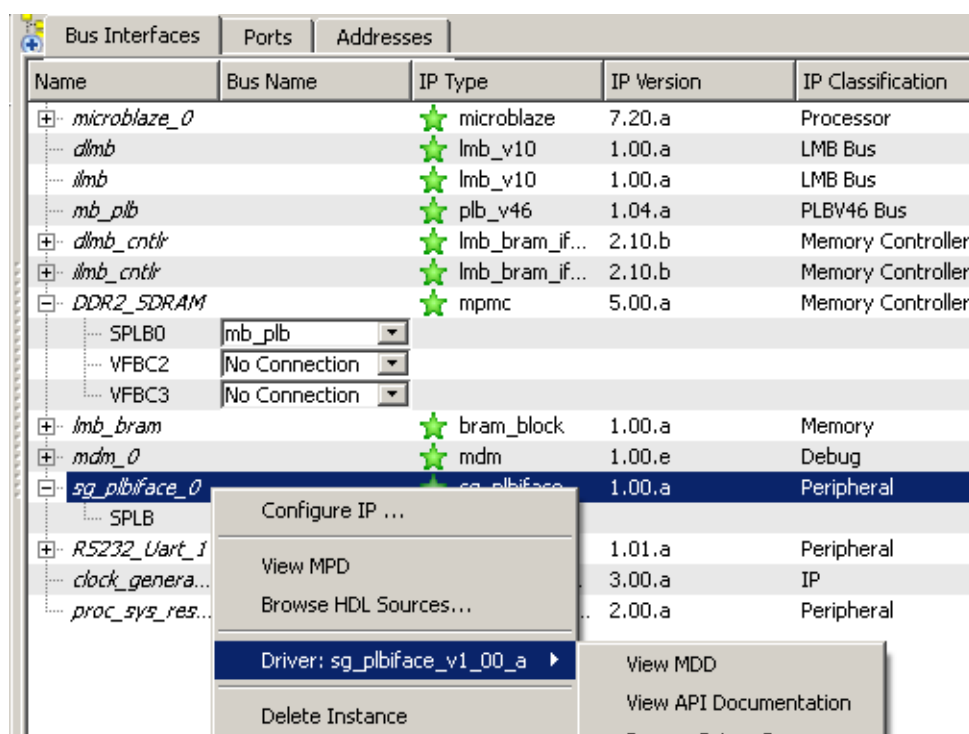 Bus Interfaces Ports Addresses
Name Bus Name IP Type IP Version IP Classification
microblaze_0 microblaze 7.20.a Processor
dlmb lmb_v10 1.00.a LMB Bus
ilmb lmb_v10 1.00.a LMB Bus
mb_plb plb_v46 1.04.a PLBV46 Bus
dlmb_cntlr lmb_bram_if... 2.10.b Memory Controller
ilmb_cntlr lmb_bram_if... 2.10.b Memory Controller
DDR2_SDRAM mpmc 5.00.a Memory Controller
SPLB0 mb_plb
VFBC2 No Connection
VFBC3 No Connection
lmb_bram bram_block 1.00.a Memory
mdm_0 mdm 1.00.e Debug
sg_plbiface_0 sg_plbiface 1.00.a Peripheral
Configure IP ...
SPLB
RS232_Uart_1 1.01.a Peripheral
View MPD
clock_genera... 3.00.a IP
Browse HDL Sources...
proc_sys_res... 2.00.a Peripheral
Driver: sg_plbiface_v1_00_a View MDD
View API Documentation
Delete Instance